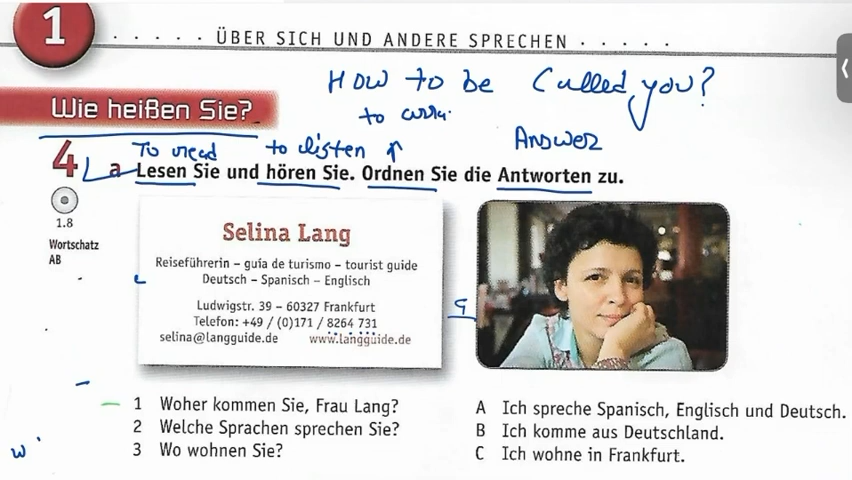 1
ÜBER SICH UND ANDERE SPRECHEN
How to be Called you?
Wie heißen Sie?
to
To read to listen Answer
4 a Lesen Sie und hören Sie. Ordnen Sie die Antworten zu.
1.8
Wortschatz
AB
Selina Lang
Reiseführerin – guía de turismo – tourist guide
Deutsch – Spanisch – Englisch
Ludwigstr. 39 – 60327 Frankfurt
Telefon: +49 / (0)171 / 8264 731
selina@langguide.de www.langguide.de
1 Woher kommen Sie, Frau Lang?
2 Welche Sprachen sprechen Sie?
3 Wo wohnen Sie?
A Ich spreche Spanisch, Englisch und Deutsch.
B Ich komme aus Deutschland.
C Ich wohne in Frankfurt.
w